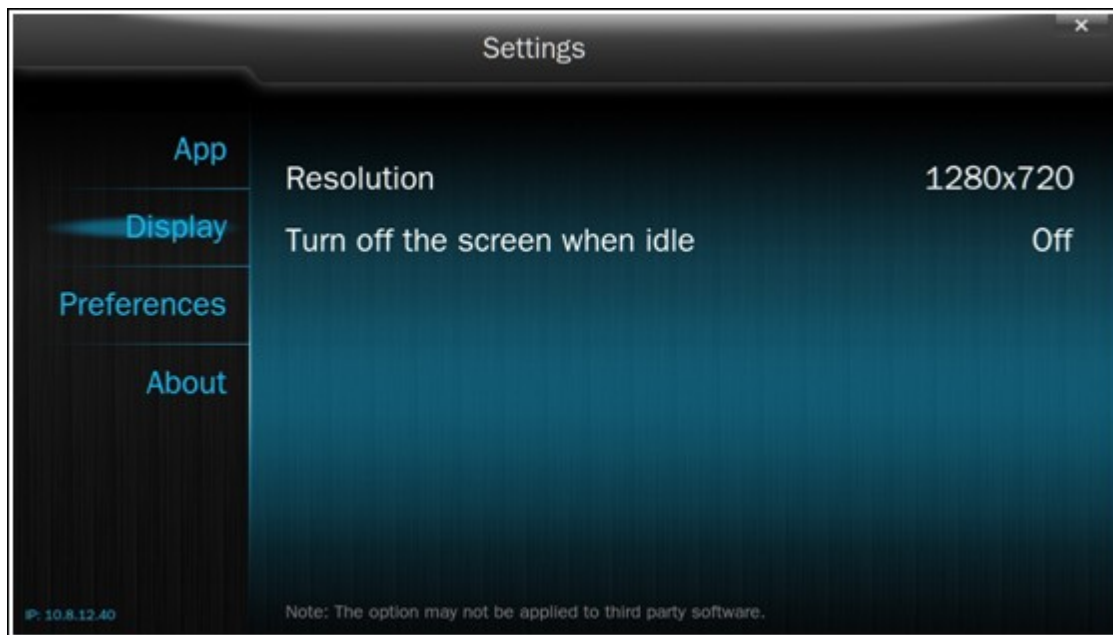 Settings
×
App
Display
Preferences
About
Resolution 1280x720
Turn off the screen when idle Off
IP: 10.8.12.40
Note: The option may not be applied to third party software.